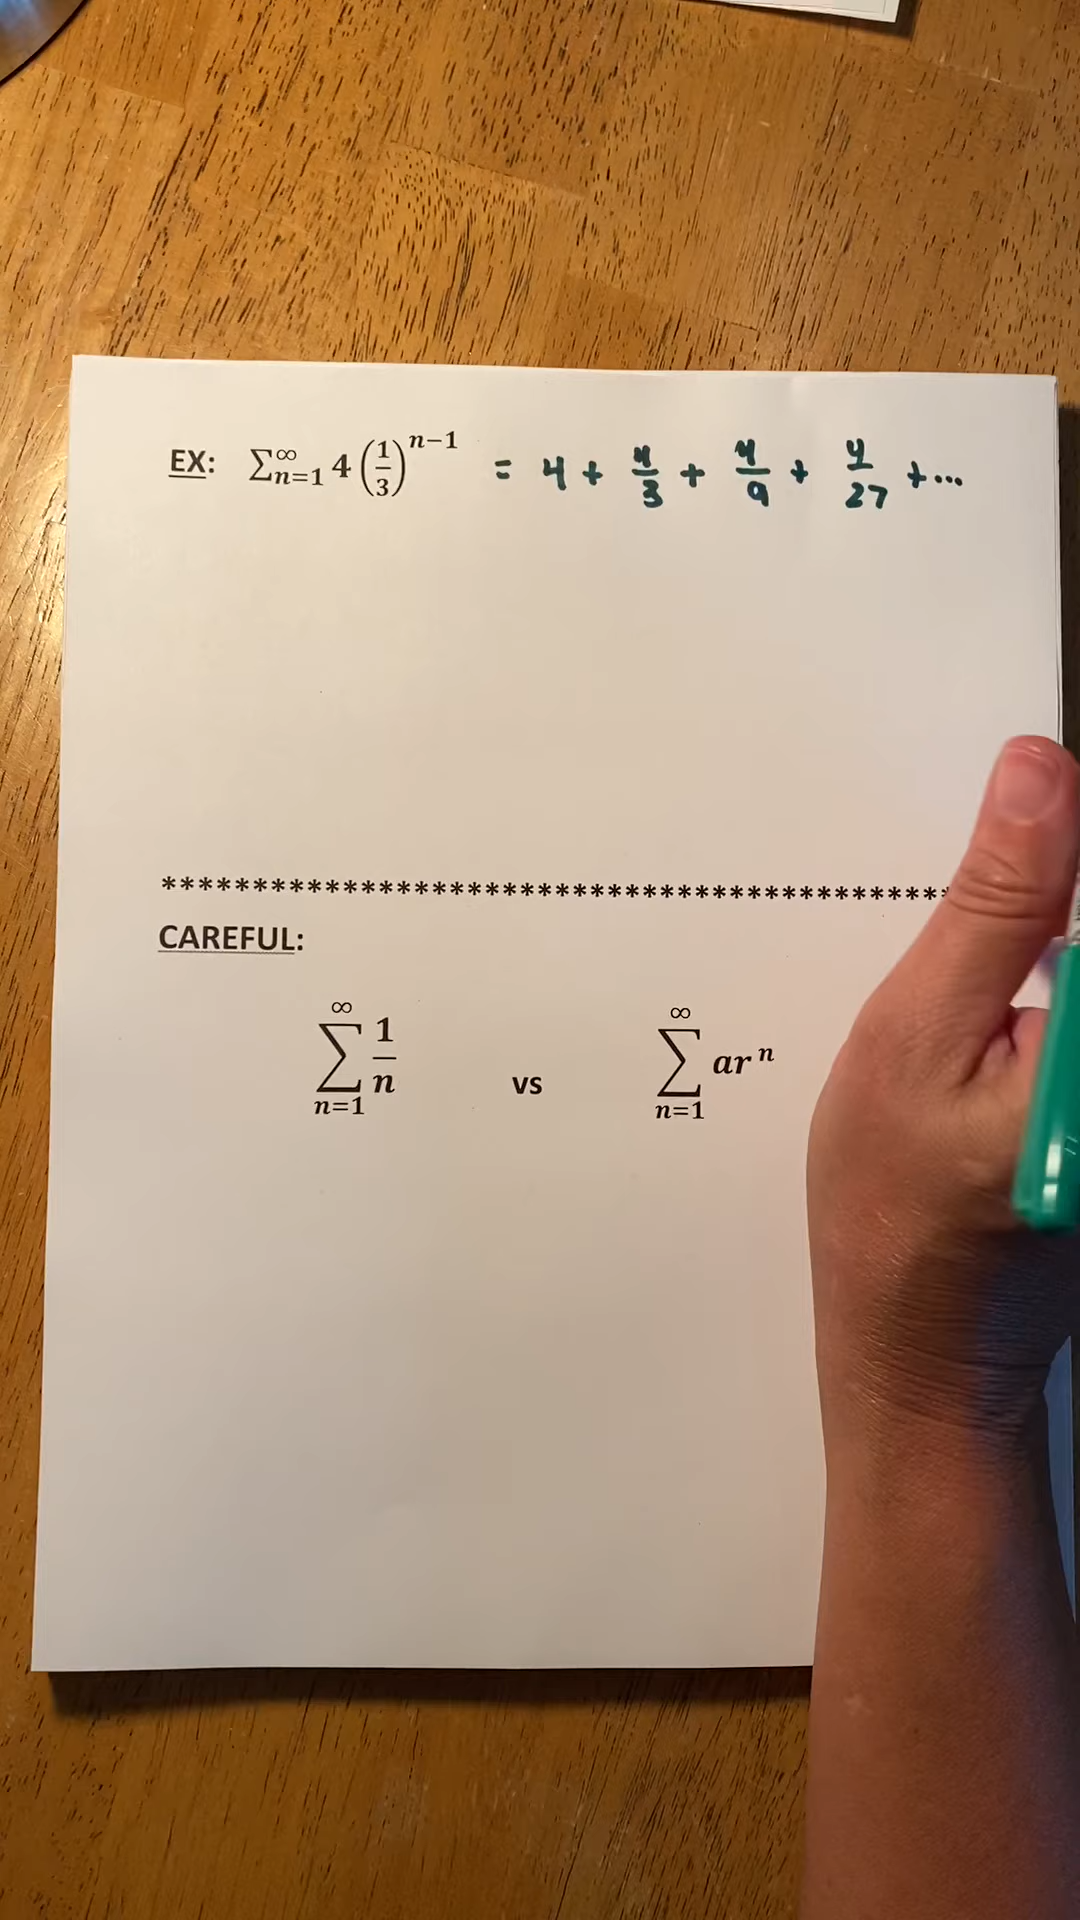 EX: ∑∞n=1 4(1/3)^n−1 = 4 + 4/3 + 4/9 + 4/27 + ...
*******************************************
CAREFUL:
∞∑n=1 1/n vs ∞∑n=1 ar^n